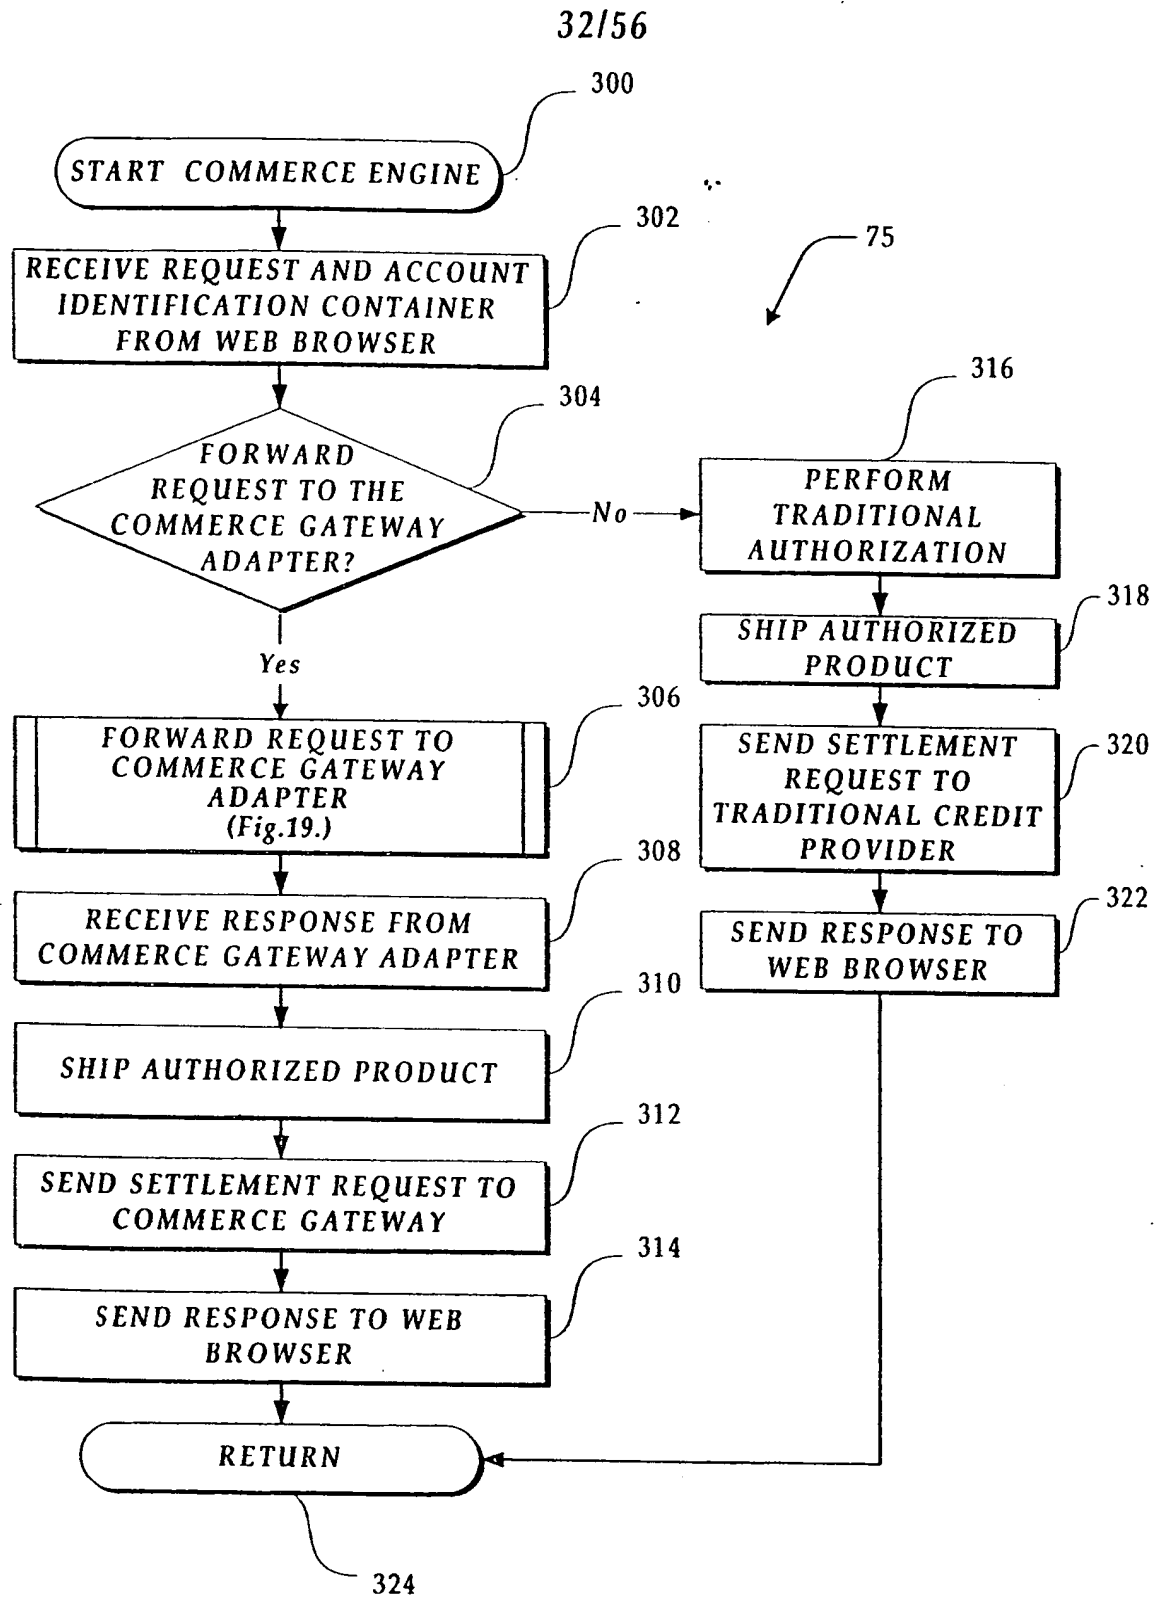 32/56
300
START COMMERCE ENGINE
302
75
RECEIVE REQUEST AND ACCOUNT
IDENTIFICATION CONTAINER
FROM WEB BROWSER
304
316
FORWARD
REQUEST TO THE
COMMERCE GATEWAY
ADAPTER?
No
PERFORM
TRADITIONAL
AUTHORIZATION
318
SHIP AUTHORIZED
PRODUCT
Yes
306
FORWARD REQUEST TO
COMMERCE GATEWAY
ADAPTER
(Fig.19.)
320
SEND SETTLEMENT
REQUEST TO
TRADITIONAL CREDIT
PROVIDER
308
RECEIVE RESPONSE FROM
COMMERCE GATEWAY ADAPTER
322
SEND RESPONSE TO
WEB BROWSER
310
SHIP AUTHORIZED PRODUCT
312
SEND SETTLEMENT REQUEST TO
COMMERCE GATEWAY
314
SEND RESPONSE TO WEB
BROWSER
RETURN
324